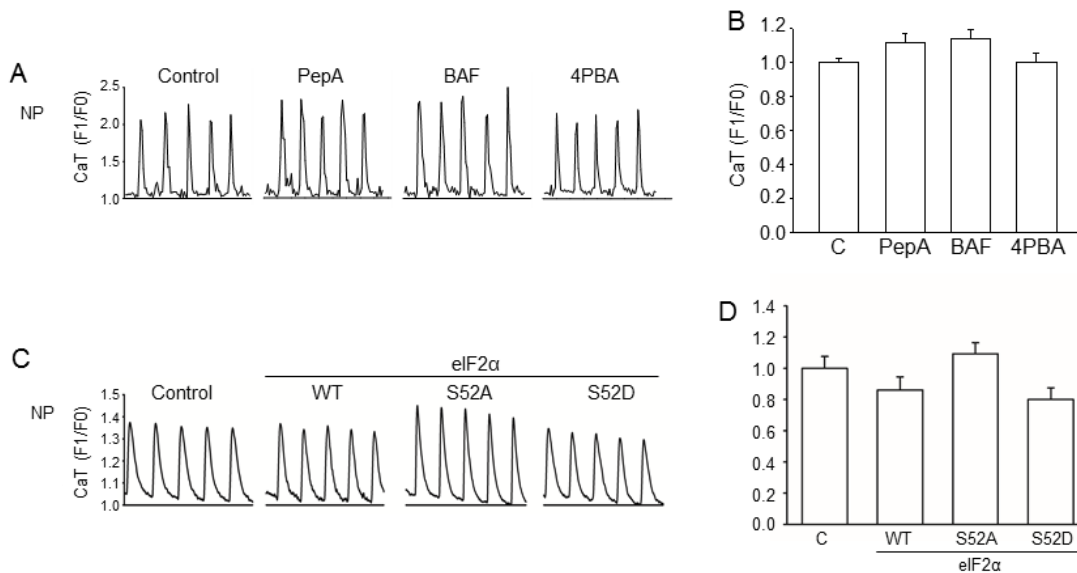 A
Control PepA BAF 4PBA
NP
CaT (F1/F0)
2.5
2.0
1.5
1.0
B
CaT (F1/F0)
1.2
1.0
0.8
0.6
0.4
0.2
0.0
C PepA BAF 4PBA
C
eIF2α
Control WT S52A S52D
NP
CaT (F1/F0)
1.5
1.4
1.3
1.2
1.1
1.0
D
1.4
1.2
1.0
0.8
0.6
0.4
0.2
0.0
C WT S52A S52D
eIF2α